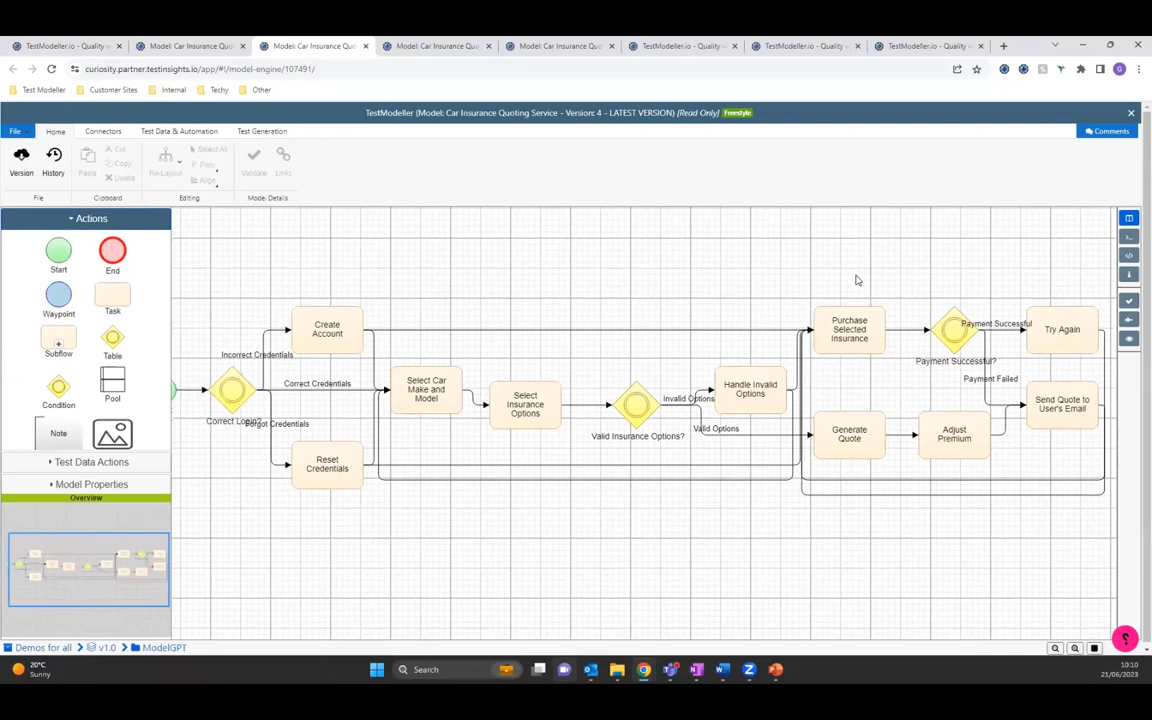 TestModeller.io - Quality
Model: Car Insurance Quo
Model: Car Insurance Quo
Model: Car Insurance Quo
Model: Car Insurance Quo
TestModeller.io - Quality
TestModeller.io - Quality
TestModeller.io - Quality
curiosity.partner.testinsights.io/app/#!/model-engine/107491/
G
Test Modeller
Customer Sites
Internal
Techy
Other
TestModeller (Model: Car Insurance Quoting Service - Version: 4 - LATEST VERSION) [Read Only] Freestyle
File
Home
Connectors
Test Data & Automation
Test Generation
Comments
Version
History
Paste
Cut
Copy
Delete
Re-Layout
Select All
Flow
Align
Validate
Links
File
Clipboard
Editing
Model Details
Actions
Start
End
Waypoint
Task
Subflow
Table
Condition
Pool
Note
Test Data Actions
Model Properties
Overview
Correct Login?
Incorrect Credentials
Correct Credentials
Forgot Credentials
Create
Account
Reset
Credentials
Select Car
Make and
Model
Select
Insurance
Options
Valid Insurance Options?
Invalid Options
Valid Options
Handle Invalid
Options
Purchase
Selected
Insurance
Generate
Quote
Adjust
Premium
Payment Successful?
Payment Successful
Payment Failed
Try Again
Send Quote to
User's Email
Demos for all
v1.0
ModelGPT
?
20°C
Sunny
Search
10:10
21/06/2023